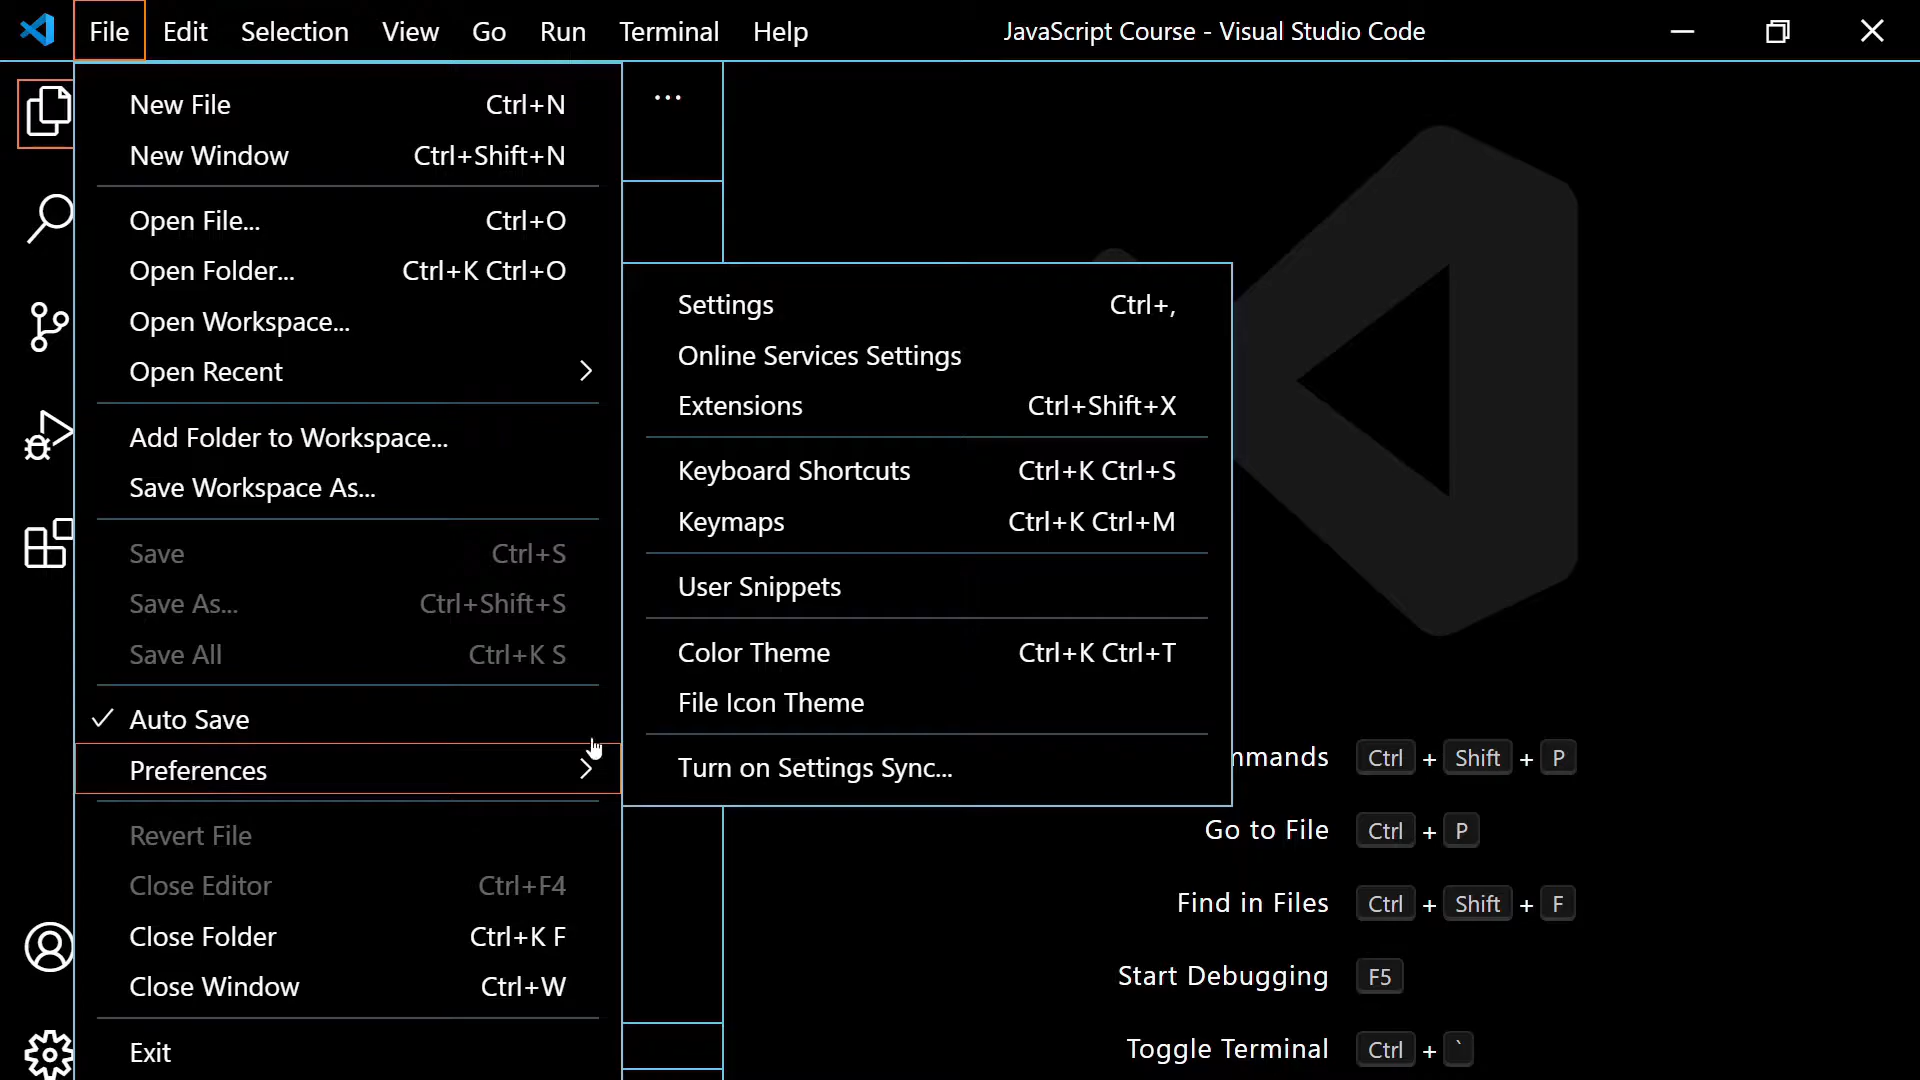 File Edit Selection View Go Run Terminal Help JavaScript Course - Visual Studio Code
New File Ctrl+N
New Window Ctrl+Shift+N
Open File... Ctrl+O
Open Folder... Ctrl+K Ctrl+O
Open Workspace...
Open Recent
Add Folder to Workspace...
Save Workspace As...
Save Ctrl+S
Save As... Ctrl+Shift+S
Save All Ctrl+K S
Auto Save
Preferences
Revert File
Close Editor Ctrl+F4
Close Folder Ctrl+K F
Close Window Ctrl+W
Exit
Settings Ctrl+,
Online Services Settings
Extensions Ctrl+Shift+X
Keyboard Shortcuts Ctrl+K Ctrl+S
Keymaps Ctrl+K Ctrl+M
User Snippets
Color Theme Ctrl+K Ctrl+T
File Icon Theme
Turn on Settings Sync...
Ctrl + Shift + P
Go to File Ctrl + P
Find in Files Ctrl + Shift + F
Start Debugging F5
Toggle Terminal Ctrl + `